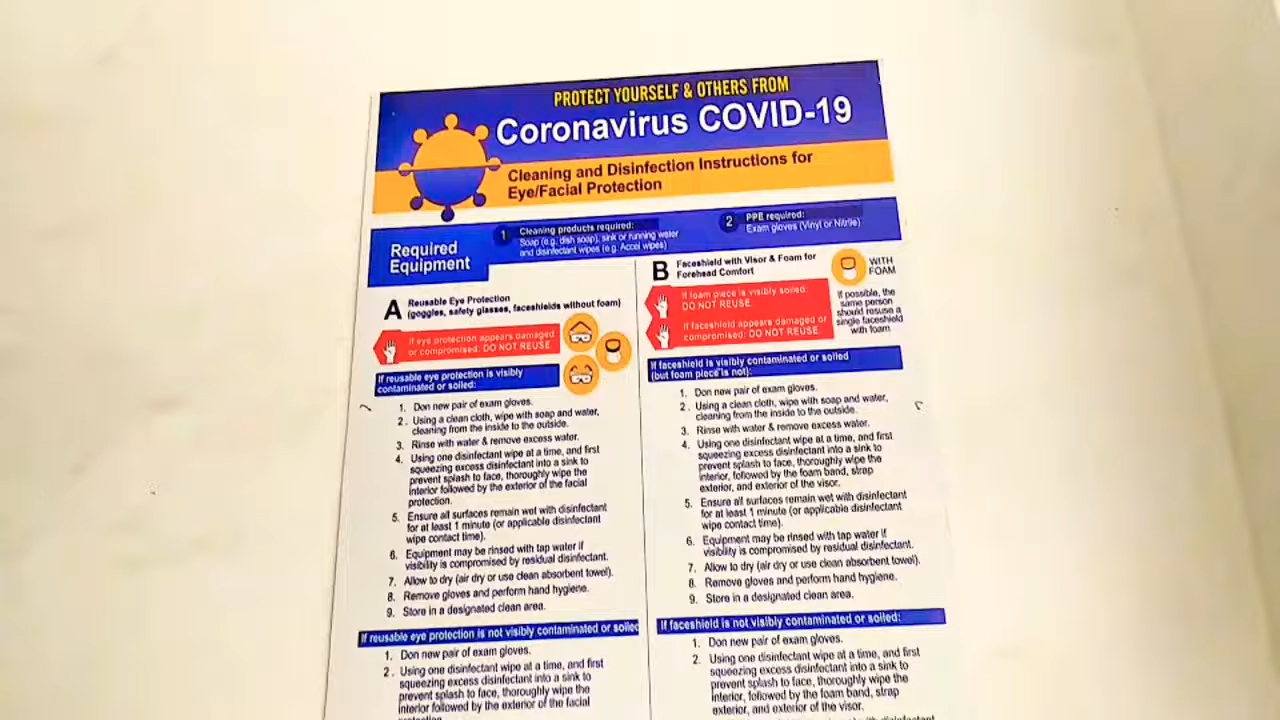 PROTECT YOURSELF & OTHERS FROM
Coronavirus COVID-19
Cleaning and Disinfection Instructions for
Eye/Facial Protection
Required
Equipment
1 Cleaning products required:
Soap (e.g. dish soap), sink or running water
and disinfectant wipes (e.g. Accel wipes)
2 PPE required:
Exam gloves (Vinyl or Nitrile)
A Reusable Eye Protection
(goggles, safety glasses, faceshields without foam)
If eye protection appears damaged
or compromised: DO NOT REUSE.
If reusable eye protection is visibly
contaminated or soiled:
1. Don new pair of exam gloves.
2. Using a clean cloth, wipe with soap and water,
cleaning from the inside to the outside.
3. Rinse with water & remove excess water.
4. Using one disinfectant wipe at a time, and first
squeezing excess disinfectant into a sink to
prevent splash to face, thoroughly wipe the
interior followed by the exterior of the facial
protection.
5. Ensure all surfaces remain wet with disinfectant
for at least 1 minute (or applicable disinfectant
wipe contact time).
6. Equipment may be rinsed with tap water if
visibility is compromised by residual disinfectant.
7. Allow to dry (air dry or use clean absorbent towel).
8. Remove gloves and perform hand hygiene.
9. Store in a designated clean area.
If reusable eye protection is not visibly contaminated or soiled
1. Don new pair of exam gloves.
2. Using one disinfectant wipe at a time, and first
squeezing excess disinfectant into a sink to
prevent splash to face, thoroughly wipe the
interior followed by the exterior of the facial
B Faceshield with Visor & Foam for
Forehead Comfort
WITH
FOAM
If foam piece is visibly soiled:
DO NOT REUSE.
If faceshield appears damaged or
compromised: DO NOT REUSE.
If possible, the
same person
should reuse a
single faceshield
with foam
If faceshield is visibly contaminated or soiled
(but foam piece is not):
1. Don new pair of exam gloves.
2. Using a clean cloth, wipe with soap and water,
cleaning from the inside to the outside.
3. Rinse with water & remove excess water.
4. Using one disinfectant wipe at a time, and first
squeezing excess disinfectant into a sink to
prevent splash to face, thoroughly wipe the
interior, followed by the foam band, strap
exterior, and exterior of the visor.
5. Ensure all surfaces remain wet with disinfectant
for at least 1 minute (or applicable disinfectant
wipe contact time).
6. Equipment may be rinsed with tap water if
visibility is compromised by residual disinfectant.
7. Allow to dry (air dry or use clean absorbent towel).
8. Remove gloves and perform hand hygiene.
9. Store in a designated clean area.
If faceshield is not visibly contaminated or soiled:
1. Don new pair of exam gloves.
2. Using one disinfectant wipe at a time, and first
squeezing excess disinfectant into a sink to
prevent splash to face, thoroughly wipe the
interior, followed by the foam band, strap
exterior, and exterior of the visor.